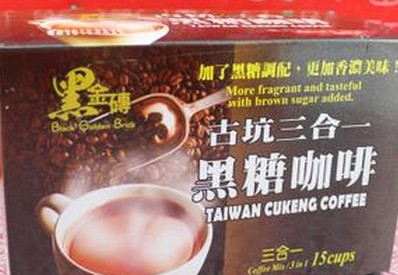 加了黑糖調配，更加香濃美味！
More fragrant and tasteful
with brown sugar added.
黑金磚
Black Golden Brick
3
古坑三合一
黑糖咖啡
TAIWAN CUKENG COFFEE
三合一
Coffee Mix / 3 in 1 15cups